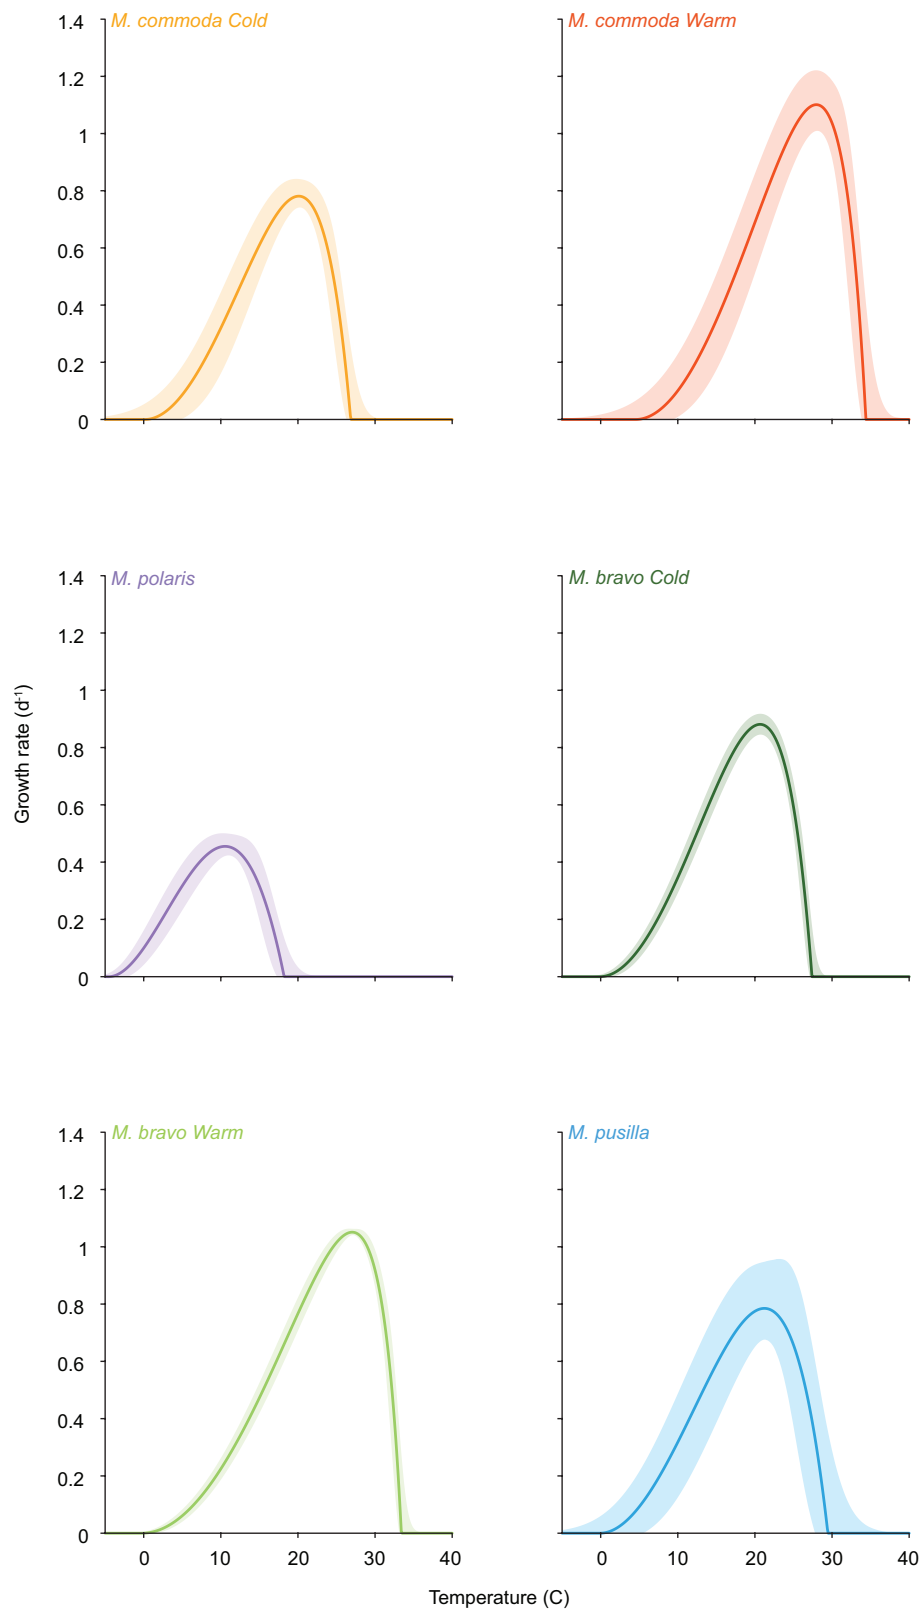 M. commoda Cold
M. commoda Warm
1.4
1.2
1
0.8
0.6
0.4
0.2
0
M. polaris
M. bravo Cold
1.4
1.2
1
0.8
0.6
0.4
0.2
0
Growth rate (d-1)
M. bravo Warm
M. pusilla
1.4
1.2
1
0.8
0.6
0.4
0.2
0
0 10 20 30 40
0 10 20 30 40
Temperature (C)